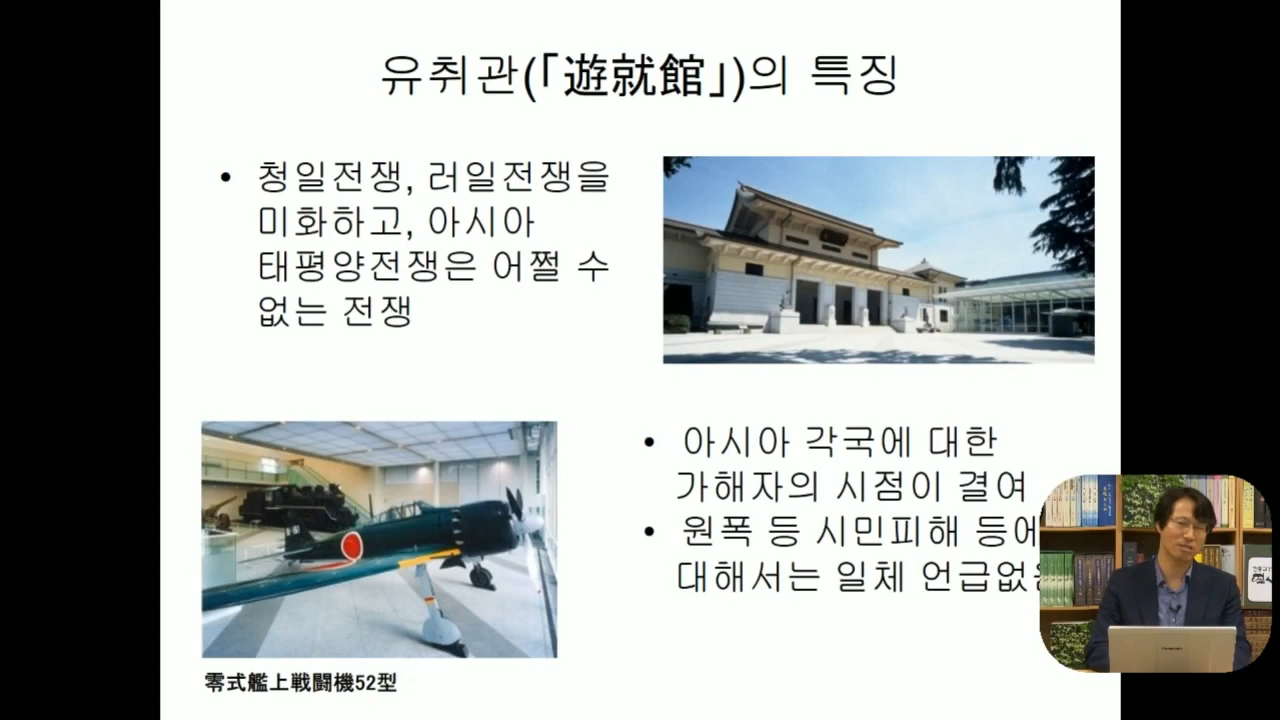 유취관(「遊就館」)의 특징
• 청일전쟁, 러일전쟁을
미화하고, 아시아
태평양전쟁은 어쩔 수
없는 전쟁
• 아시아 각국에 대한
가해자의 시점이 결여
• 원폭 등 시민피해 등에
대해서는 일체
零式艦上戦闘機52型